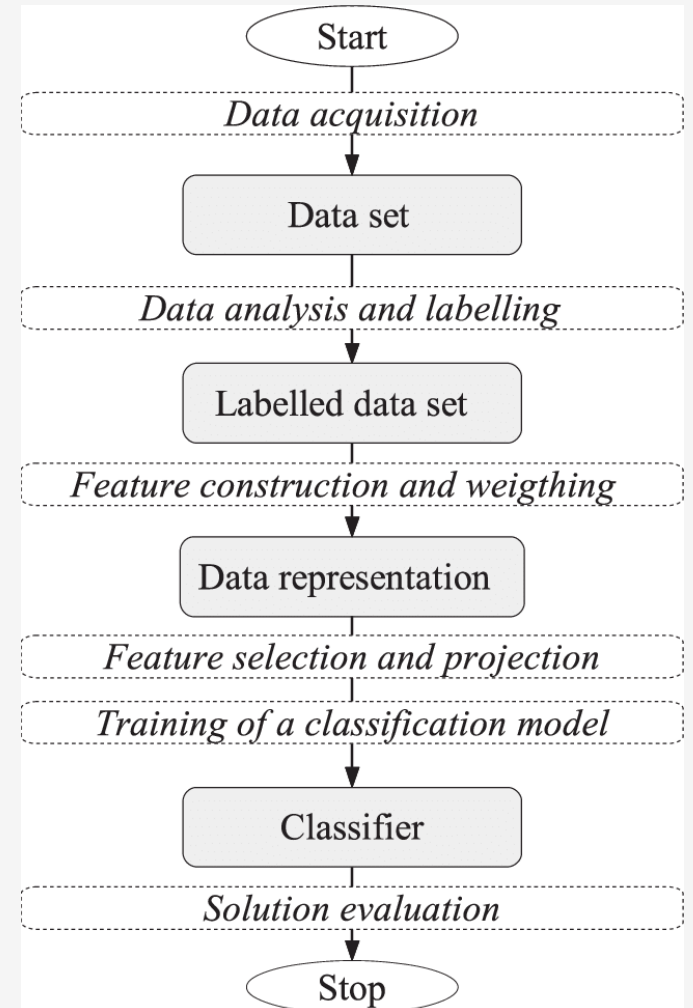 Start
Data acquisition
Data set
Data analysis and labelling
Labelled data set
Feature construction and weigthing
Data representation
Feature selection and projection
Training of a classification model
Classifier
Solution evaluation
Stop